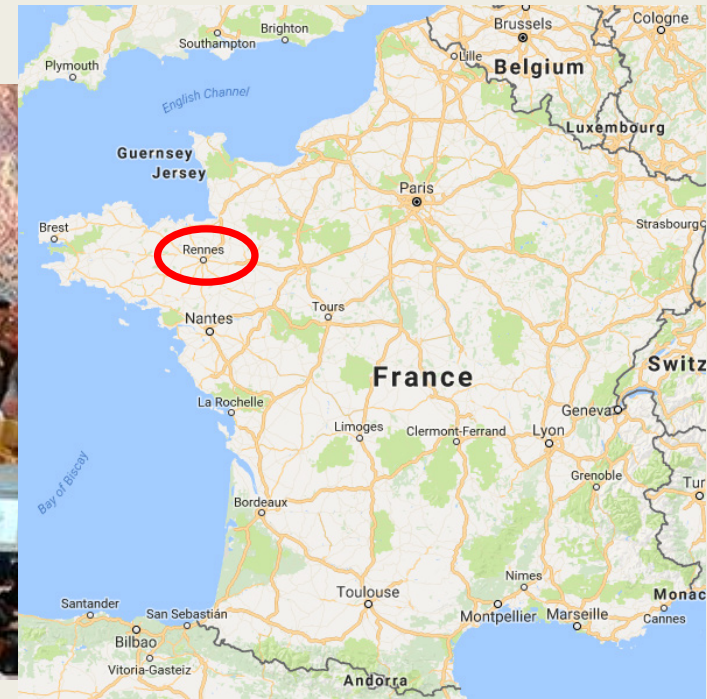 Brighton
Brussels
Cologne
Southampton
Plymouth
Lille
Belgium
English Channel
Luxembourg
Guernsey
Jersey
Paris
Strasbourg
Brest
Rennes
Tours
Nantes
France
Switz
La Rochelle
Geneva
Limoges
Clermont-Ferrand
Lyon
Bay of Biscay
Grenoble
Tur
Bordeaux
Nimes
Toulouse
Monac
Santander
San Sebastián
Montpellier
Marseille
Cannes
Bilbao
Vitoria-Gasteiz
Andorra